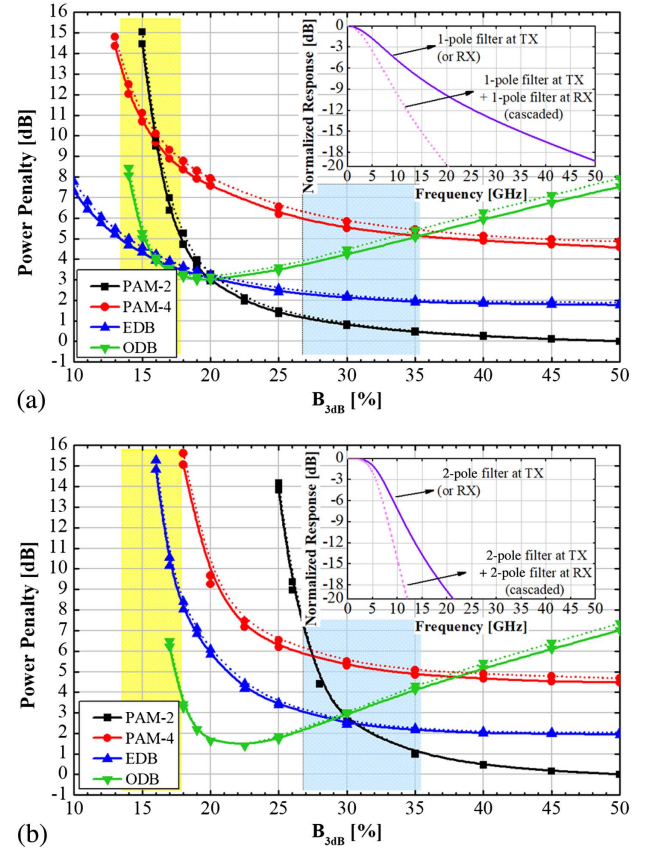 16
15
14
13
12
11
10
9
8
7
6
5
4
3
2
1
0
-1
Power Penalty [dB]
PAM-2
PAM-4
EDB
ODB
10 15 20 25 30 35 40 45 50
B3dB [%]
(a)
0
-3
-6
-9
-12
-15
-18
-20
Normalized Response [dB]
1-pole filter at TX
(or RX)
1-pole filter at TX
+ 1-pole filter at RX
(cascaded)
0 5 10 15 20 25 30 35 40 45 50
Frequency [GHz]
16
15
14
13
12
11
10
9
8
7
6
5
4
3
2
1
0
-1
Power Penalty [dB]
PAM-2
PAM-4
EDB
ODB
10 15 20 25 30 35 40 45 50
B3dB [%]
(b)
0
-3
-6
-9
-12
-15
-18
-20
Normalized Response [dB]
2-pole filter at TX
(or RX)
2-pole filter at TX
+ 2-pole filter at RX
(cascaded)
0 5 10 15 20 25 30 35 40 45 50
Frequency [GHz]